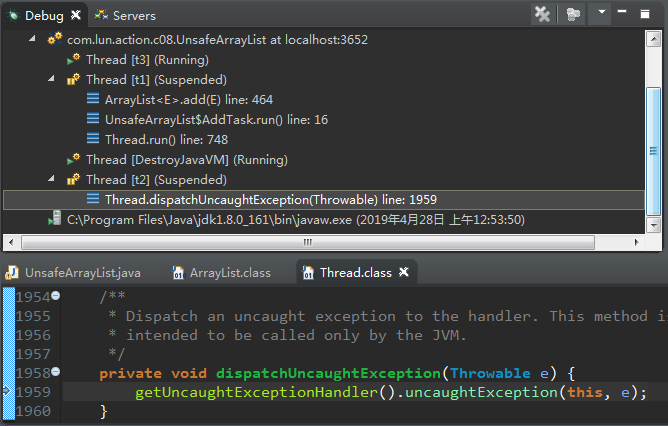 Debug Servers
com.lun.action.c08.UnsafeArrayList at localhost:3652
Thread [t3] (Running)
Thread [t1] (Suspended)
ArrayList<E>.add(E) line: 464
UnsafeArrayList$AddTask.run() line: 16
Thread.run() line: 748
Thread [DestroyJavaVM] (Running)
Thread [t2] (Suspended)
Thread.dispatchUncaughtException(Throwable) line: 1959
C:\Program Files\Java\jdk1.8.0_161\bin\javaw.exe (2019年4月28日 上午12:53:50)
UnsafeArrayList.java ArrayList.class Thread.class
1954 /**
1955 * Dispatch an uncaught exception to the handler. This method i
1956 * intended to be called only by the JVM.
1957 */
1958 private void dispatchUncaughtException(Throwable e) {
1959 getUncaughtExceptionHandler().uncaughtException(this, e);
1960 }